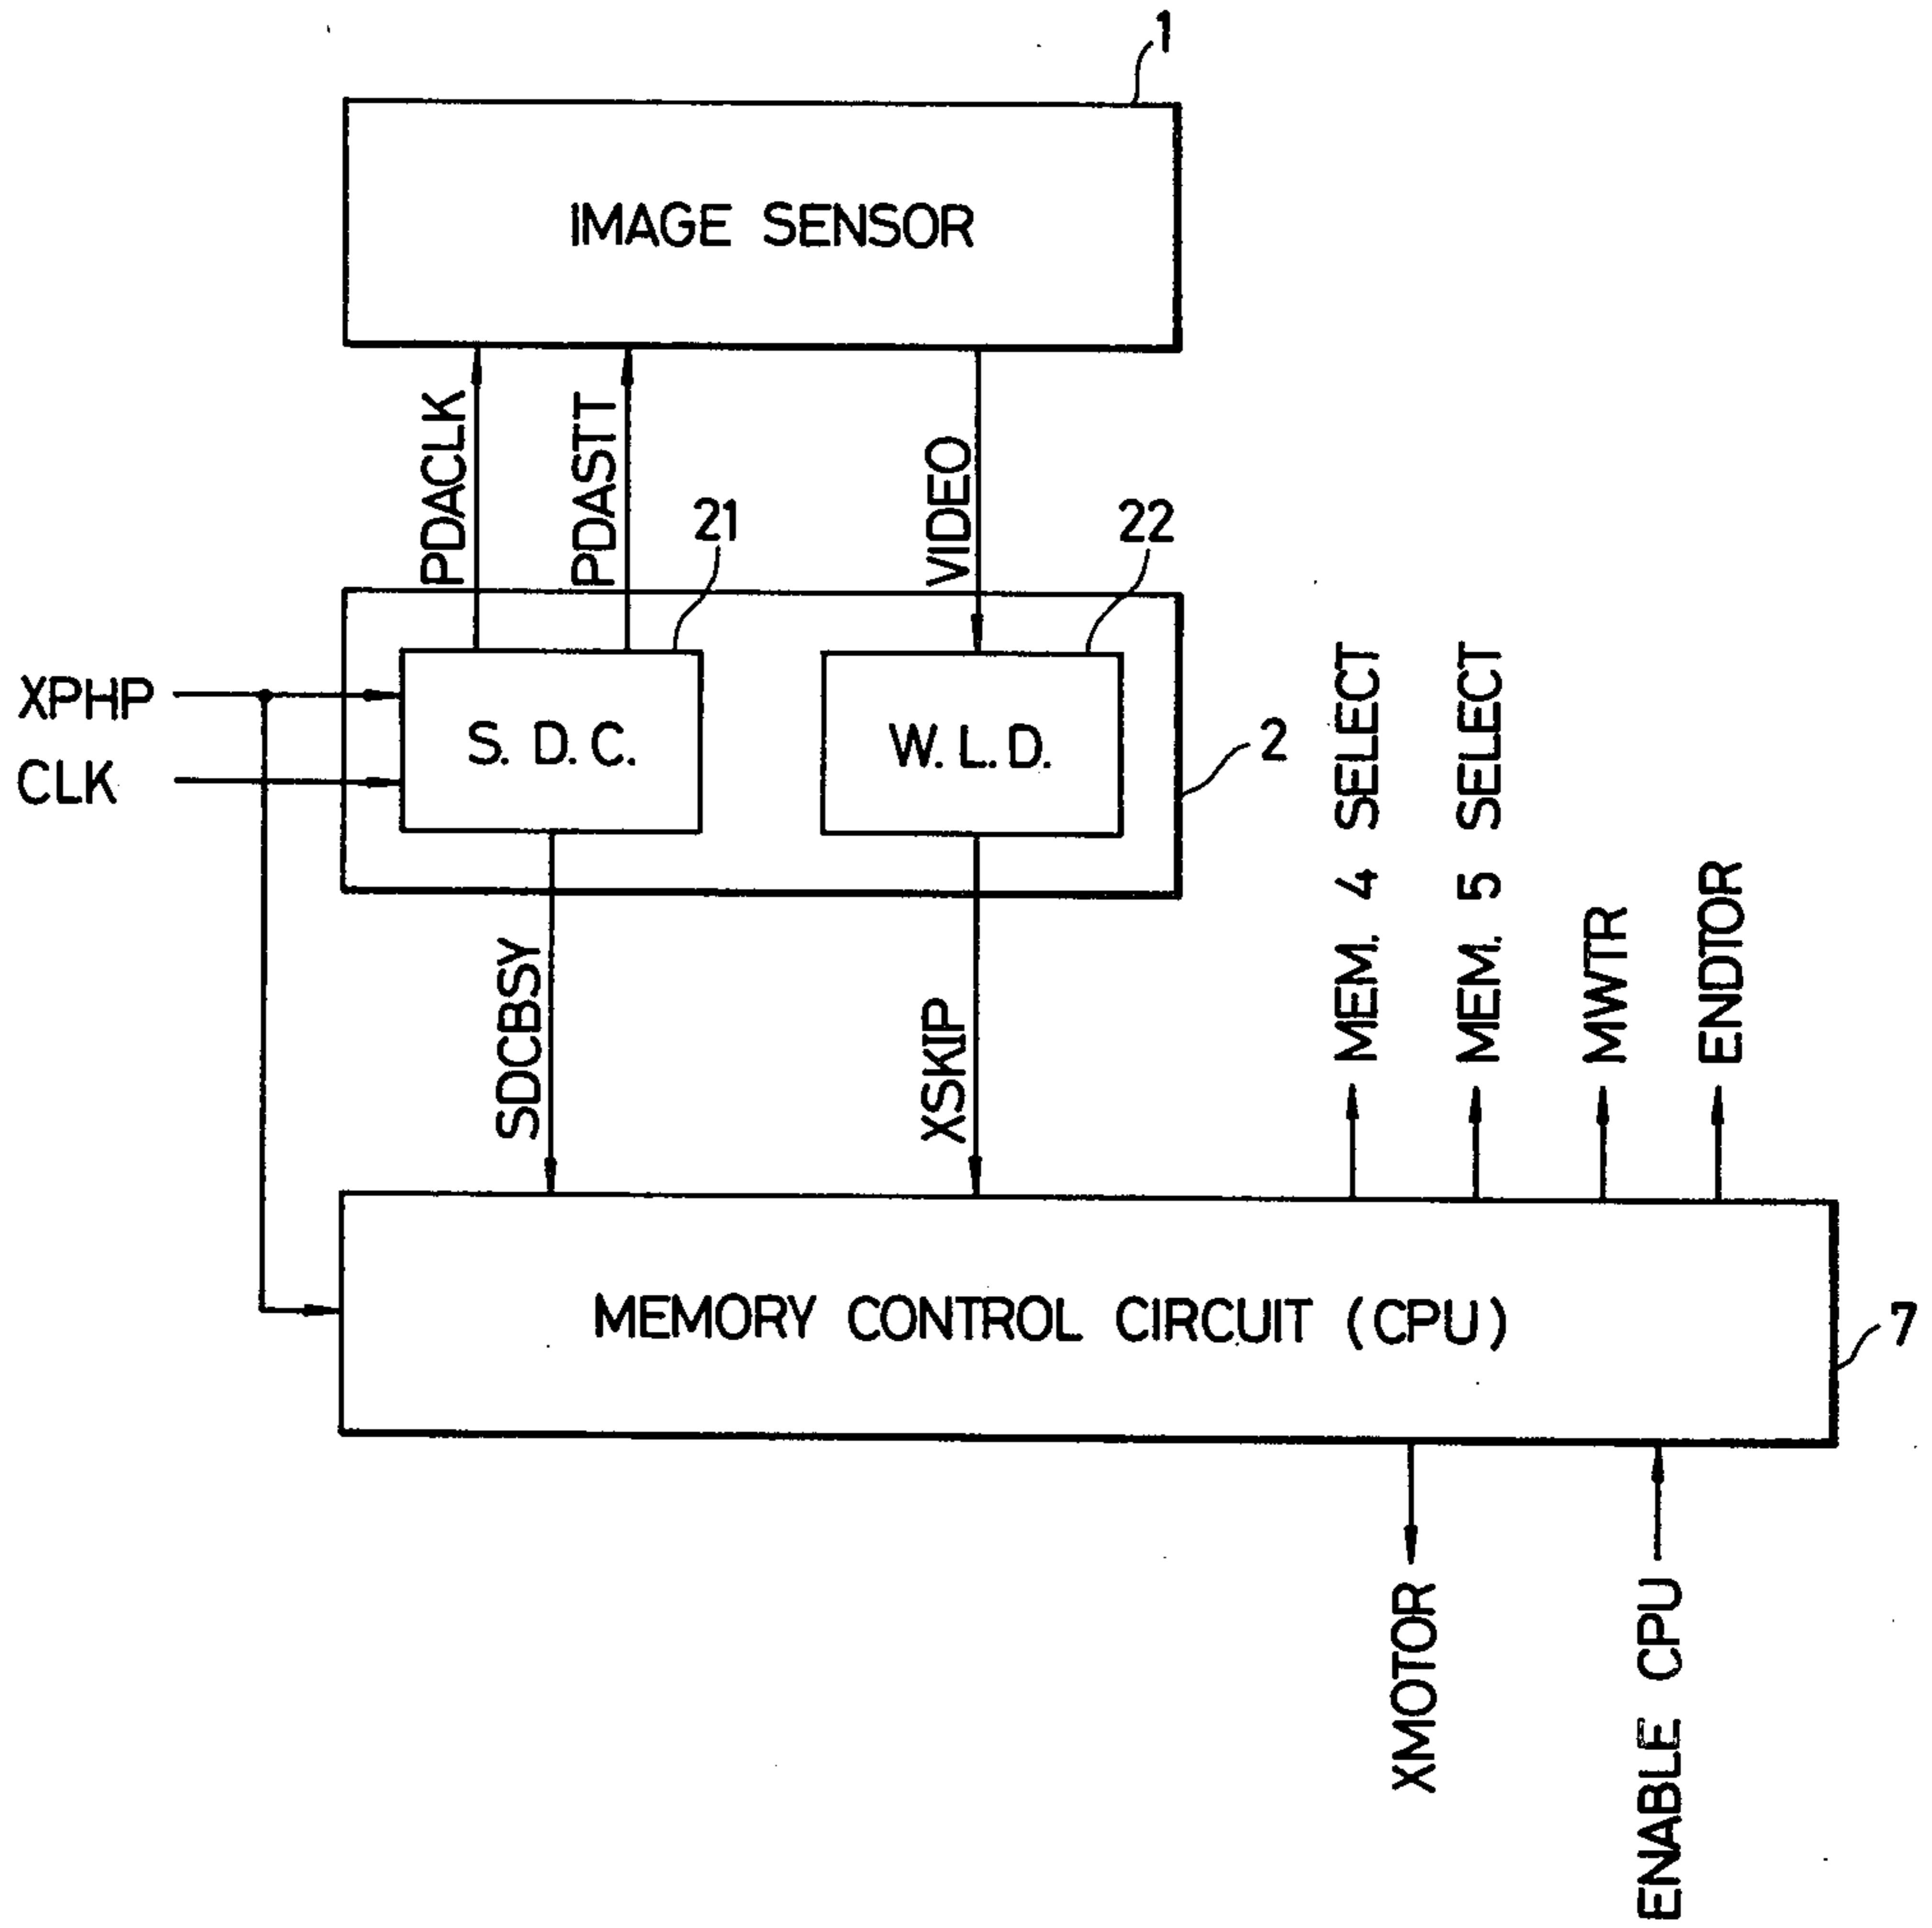 1
IMAGE SENSOR
PDACLK
PDASTT
VIDEO
21
22
XPHP
CLK
S. D. C.
W. L. D.
2
MEM. 4 SELECT
MEM. 5 SELECT
MWTR
ENDTOR
SDCBSY
XSKIP
MEMORY CONTROL CIRCUIT (CPU)
7
XMOTOR
ENABLE CPU